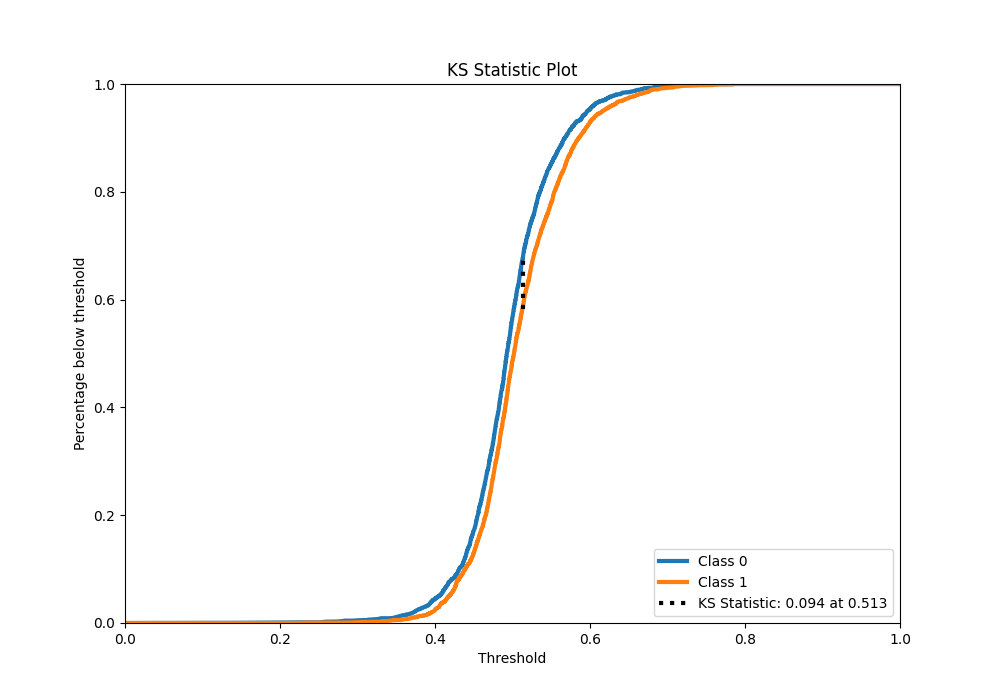 KS Statistic Plot
1.0
0.8
0.6
0.4
0.2
0.0
Percentage below threshold
0.0 0.2 0.4 0.6 0.8 1.0
Threshold
Class 0
Class 1
KS Statistic: 0.094 at 0.513